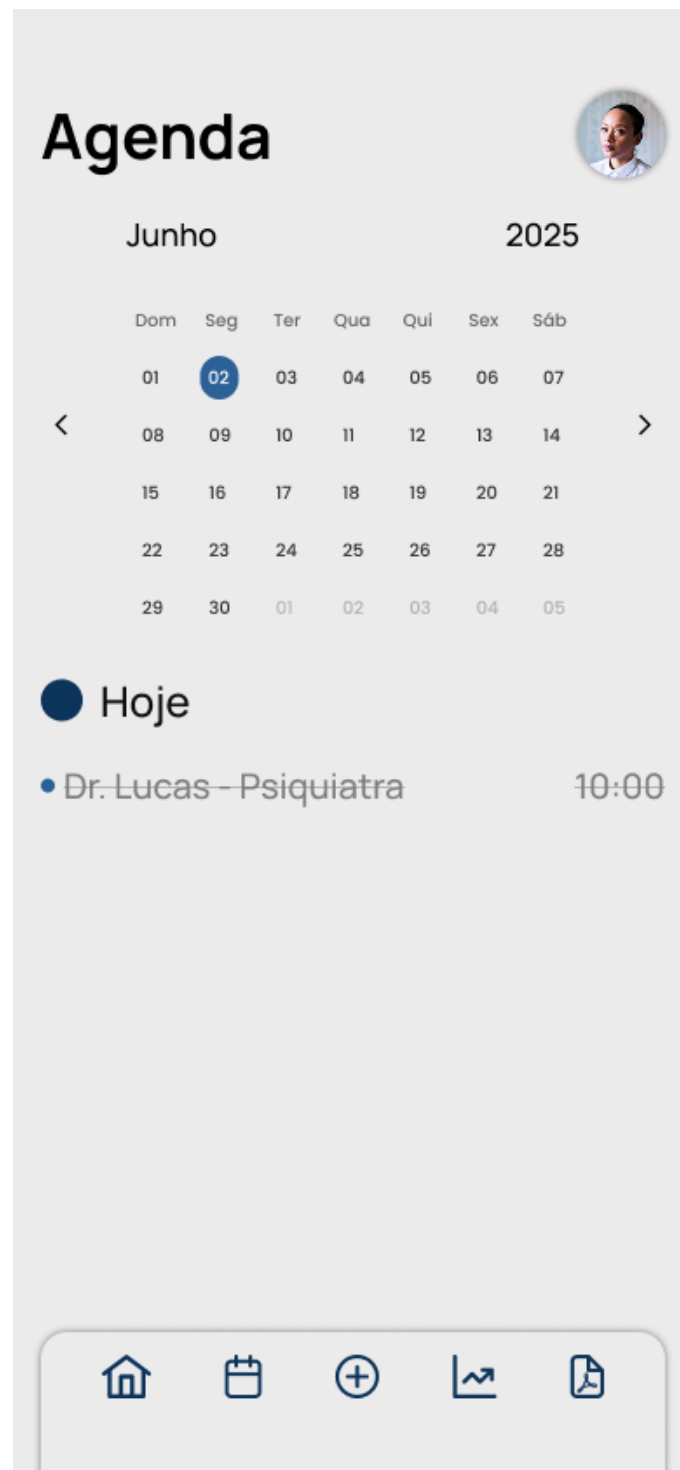 Agenda
Junho 2025
Dom Seg Ter Qua Qui Sex Sáb
01 02 03 04 05 06 07
08 09 10 11 12 13 14
15 16 17 18 19 20 21
22 23 24 25 26 27 28
29 30 01 02 03 04 05
Hoje
Dr. Lucas - Psiquiatra 10:00